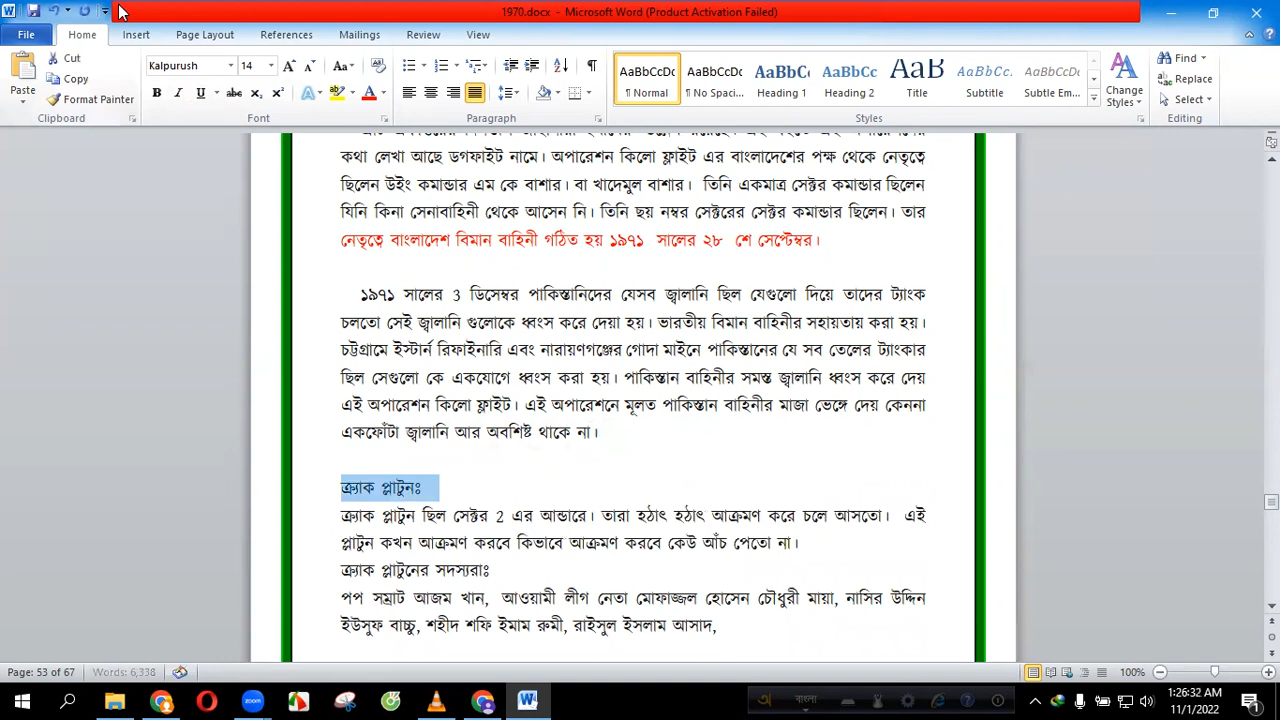 1970.docx - Microsoft Word (Product Activation Failed)
File Home Insert Page Layout References Mailings Review View
Paste
Cut
Copy
Format Painter
Clipboard
Kalpurush 14
Font
Paragraph
AaBbCcDc AaBbCcDc AaBbC AaBbCc AaB AaBbCcL AaBbCcDc
¶ Normal ¶ No Spaci... Heading 1 Heading 2 Title Subtitle Subtle Em...
Change Styles
Styles
Find
Replace
Select
Editing
কথা লেখা আছে ডগফাইট নামে। অপারেশন কিলো ফ্লাইট এর বাংলাদেশের পক্ষ থেকে নেতৃত্বে
ছিলেন উইং কমান্ডার এম কে বাশার। বা খাদেমুল বাশার। তিনি একমাত্র সেক্টর কমান্ডার ছিলেন
যিনি কিনা সেনাবাহিনী থেকে আসেন নি। তিনি ছয় নম্বর সেক্টরের সেক্টর কমান্ডার ছিলেন। তার
নেতৃত্বে বাংলাদেশ বিমান বাহিনী গঠিত হয় ১৯৭১ সালের ২৮ শে সেপ্টেম্বর।
১৯৭১ সালের 3 ডিসেম্বর পাকিস্তানিদের যেসব জ্বালানি ছিল যেগুলো দিয়ে তাদের ট্যাংক
চলতো সেই জ্বালানি গুলোকে ধ্বংস করে দেয়া হয়। ভারতীয় বিমান বাহিনীর সহায়তায় করা হয়।
চট্টগ্রামে ইস্টার্ন রিফাইনারি এবং নারায়ণগঞ্জের গোদা মাইনে পাকিস্তানের যে সব তেলের ট্যাংকার
ছিল সেগুলো কে একযোগে ধ্বংস করা হয়। পাকিস্তান বাহিনীর সমস্ত জ্বালানি ধ্বংস করে দেয়
এই অপারেশন কিলো ফ্লাইট। এই অপারেশনে মূলত পাকিস্তান বাহিনীর মাজা ভেঙ্গে দেয় কেননা
একফোঁটা জ্বালানি আর অবশিষ্ট থাকে না।
ক্র্যাক প্লাটুনঃ
ক্র্যাক প্লাটুন ছিল সেক্টর 2 এর আন্ডারে। তারা হঠাৎ হঠাৎ আক্রমণ করে চলে আসতো। এই
প্লাটুন কখন আক্রমণ করবে কিভাবে আক্রমণ করবে কেউ আঁচ পেতো না।
ক্র্যাক প্লাটুনের সদস্যরাঃ
পপ সম্রাট আজম খান, আওয়ামী লীগ নেতা মোফাজ্জল হোসেন চৌধুরী মায়া, নাসির উদ্দিন
ইউসুফ বাচ্চু, শহীদ শফি ইমাম রুমী, রাইসুল ইসলাম আসাদ,
Page: 53 of 67 Words: 6,338 100%
zoom বাংলা 1:26:32 AM
11/1/2022